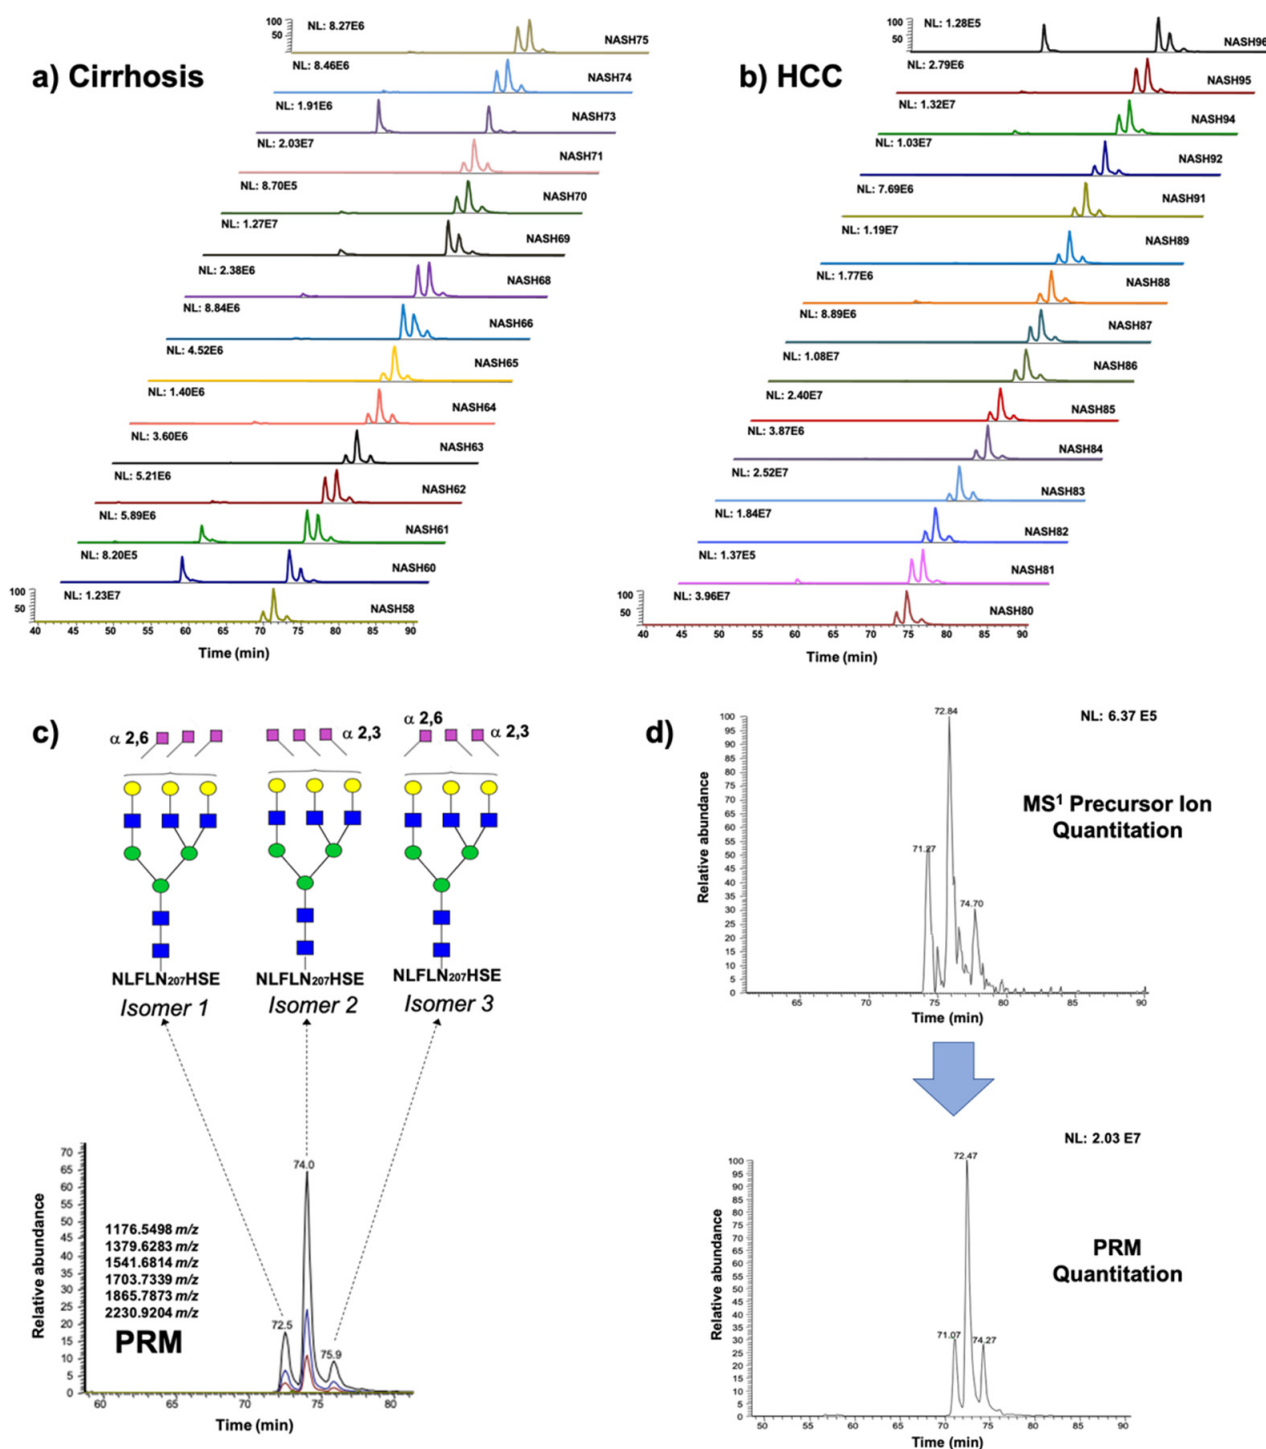 a) Cirrhosis
100
50
NL: 8.27E6
NASH75
NL: 8.46E6
NASH74
NL: 1.91E6
NASH73
NL: 2.03E7
NASH71
NL: 8.70E5
NASH70
NL: 1.27E7
NASH69
NL: 2.38E6
NASH68
NL: 8.84E6
NASH66
NL: 4.52E6
NASH65
NL: 1.40E6
NASH64
NL: 3.60E6
NASH63
NL: 5.21E6
NASH62
NL: 5.89E6
NASH61
NL: 8.20E5
NASH60
NL: 1.23E7
NASH58
100
50
40 45 50 55 60 65 70 75 80 85 90
Time (min)
b) HCC
100
50
NL: 1.28E5
NASH96
NL: 2.79E6
NASH95
NL: 1.32E7
NASH94
NL: 1.03E7
NASH92
NL: 7.69E6
NASH91
NL: 1.19E7
NASH89
NL: 1.77E6
NASH88
NL: 8.89E6
NASH87
NL: 1.08E7
NASH86
NL: 2.40E7
NASH85
NL: 3.87E6
NASH84
NL: 2.52E7
NASH83
NL: 1.84E7
NASH82
NL: 1.37E5
NASH81
NL: 3.96E7
NASH80
100
50
40 45 50 55 60 65 70 75 80 85 90
Time (min)
c)
α 2,6
α 2,3
α 2,6
α 2,3
NLFLN207HSE
NLFLN207HSE
NLFLN207HSE
Isomer 1
Isomer 2
Isomer 3
Relative abundance
70
65
60
55
50
45
40
35
30
25
20
15
10
5
0
74.0
72.5
75.9
1176.5498 m/z
1379.6283 m/z
1541.6814 m/z
1703.7339 m/z
1865.7873 m/z
2230.9204 m/z
PRM
60 65 70 75 80
Time (min)
d)
NL: 6.37 E5
MS1 Precursor Ion
Quantitation
Relative abundance
100
95
90
85
80
75
70
65
60
55
50
45
40
35
30
25
20
15
10
5
0
72.84
71.27
74.70
65 70 75 80 85 90
Time (min)
NL: 2.03 E7
PRM
Quantitation
Relative abundance
100
95
90
85
80
75
70
65
60
55
50
45
40
35
30
25
20
15
10
5
0
72.47
71.07
74.27
50 55 60 65 70 75 80 85 90
Time (min)